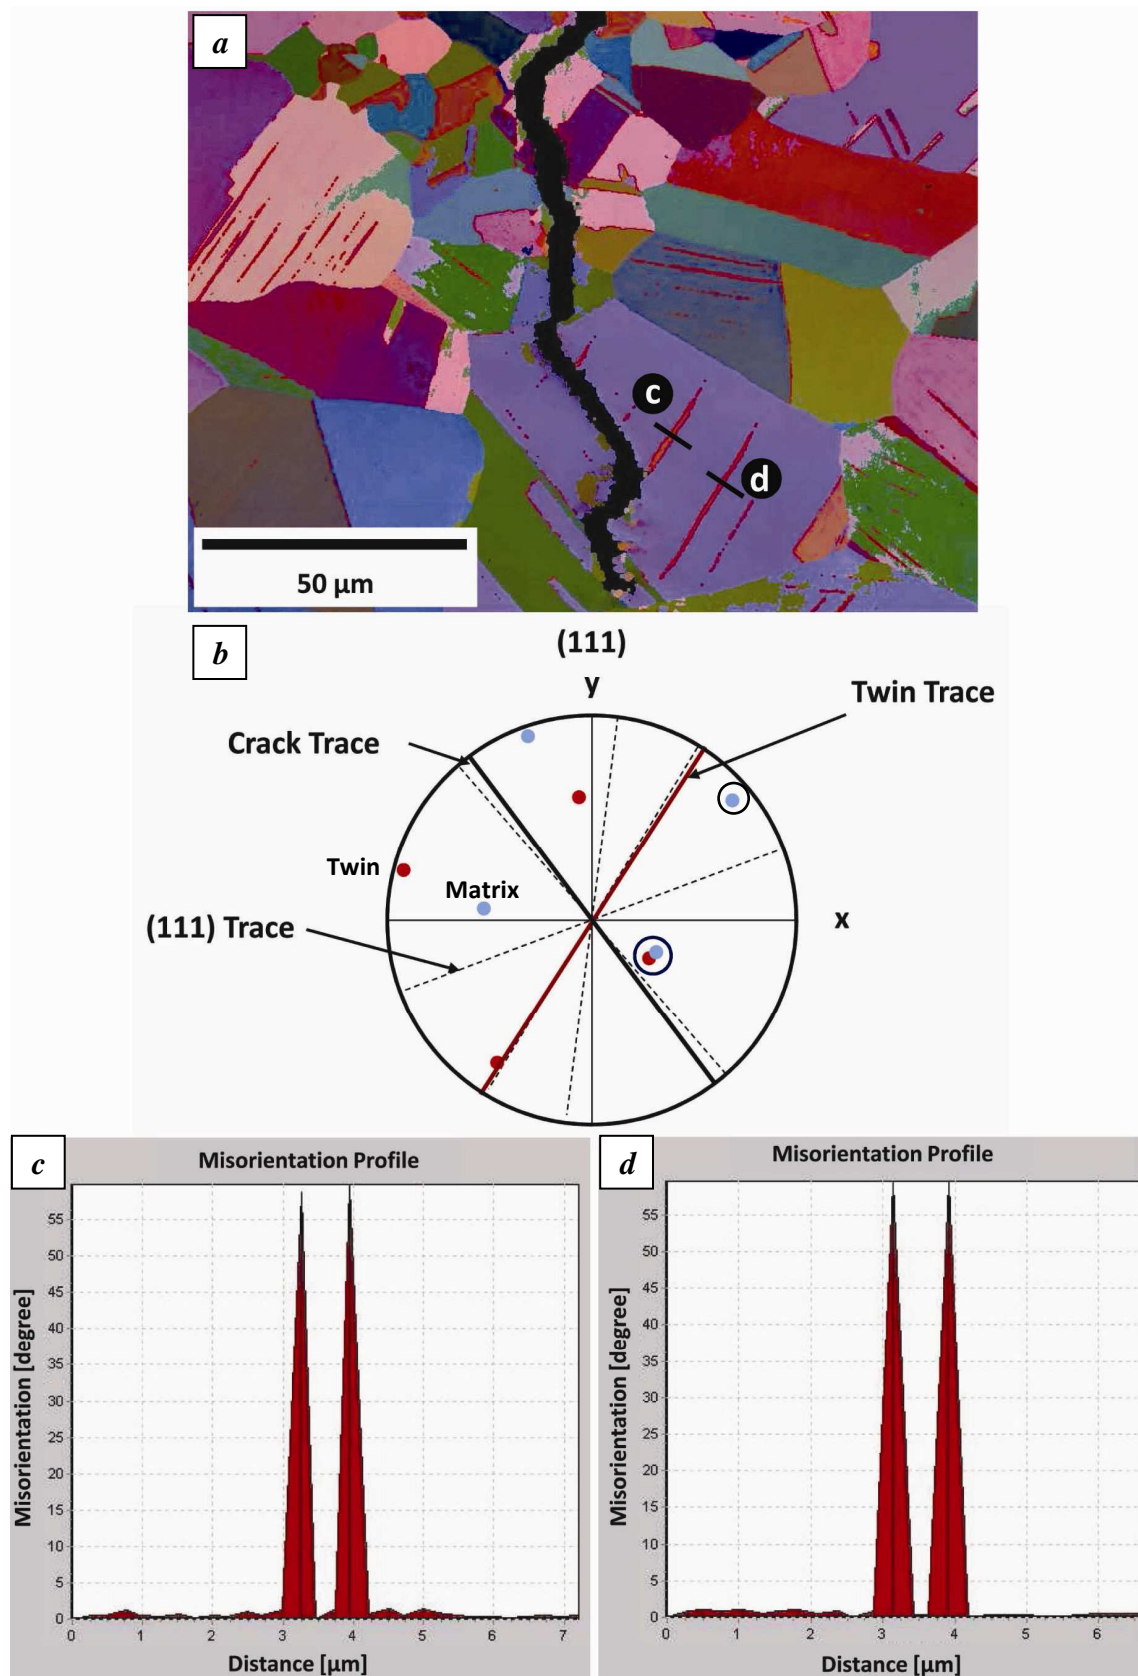 a
c
d
50 μm
b
(111)
y
Twin Trace
Crack Trace
Twin
Matrix
(111) Trace
x
c
Misorientation Profile
Misorientation [degree]
55
50
45
40
35
30
25
20
15
10
5
0
0 1 2 3 4 5 6 7
Distance [μm]
d
Misorientation Profile
Misorientation [degree]
55
50
45
40
35
30
25
20
15
10
5
0
0 1 2 3 4 5 6
Distance [μm]